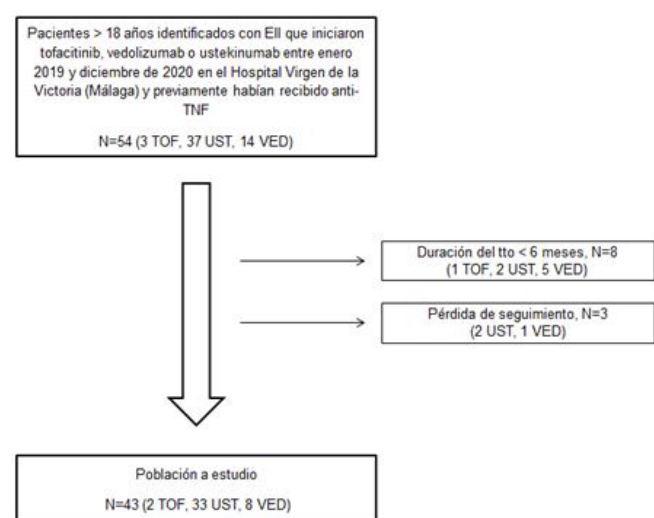 Pacientes > 18 años identificados con EII que iniciaron
tofacitinib, vedolizumab o ustekinumab entre enero
2019 y diciembre de 2020 en el Hospital Virgen de la
Victoria (Málaga) y previamente habían recibido anti-
TNF
N=54 (3 TOF, 37 UST, 14 VED)
Duración del tto < 6 meses, N=8
(1 TOF, 2 UST, 5 VED)
Pérdida de seguimiento, N=3
(2 UST, 1 VED)
Población a estudio
N=43 (2 TOF, 33 UST, 8 VED)